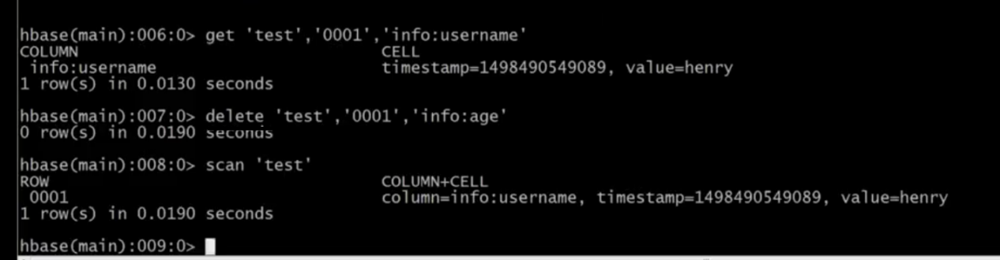 hbase(main):006:0> get 'test','0001','info:username'
COLUMN CELL
info:username timestamp=1498490549089, value=henry
1 row(s) in 0.0130 seconds
hbase(main):007:0> delete 'test','0001','info:age'
0 row(s) in 0.0190 seconds
hbase(main):008:0> scan 'test'
ROW COLUMN+CELL
0001 column=info:username, timestamp=1498490549089, value=henry
1 row(s) in 0.0190 seconds
hbase(main):009:0>